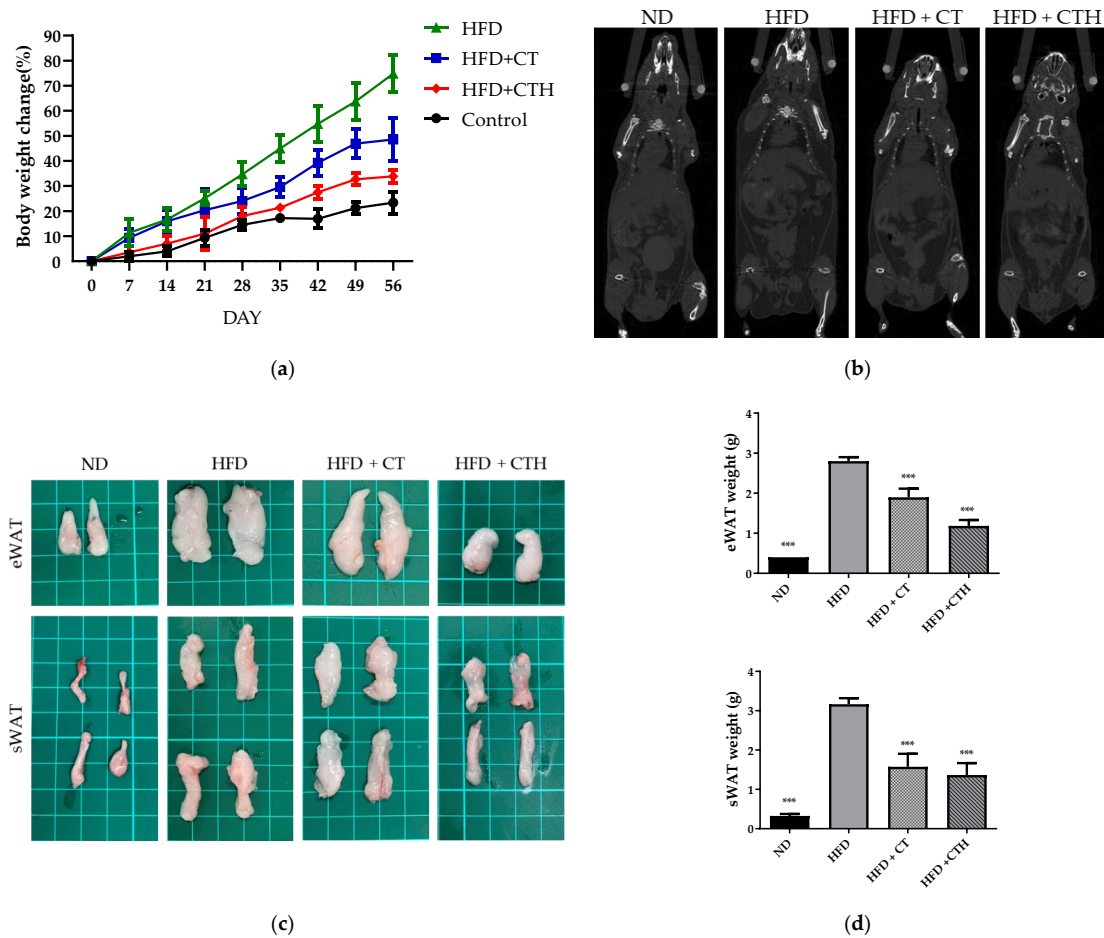 Body weight change(%)
90
80
70
60
50
40
30
20
10
0
0 7 14 21 28 35 42 49 56
DAY
HFD
HFD+CT
HFD+CTH
Control
(a)
ND HFD HFD + CT HFD + CTH
(b)
ND HFD HFD + CT HFD + CTH
eWAT
sWAT
(c)
eWAT weight (g)
4
3
2
1
0
***
***
***
ND HFD HFD + CT HFD +CTH
sWAT weight (g)
4
3
2
1
0
***
***
***
ND HFD HFD + CT HFD +CTH
(d)